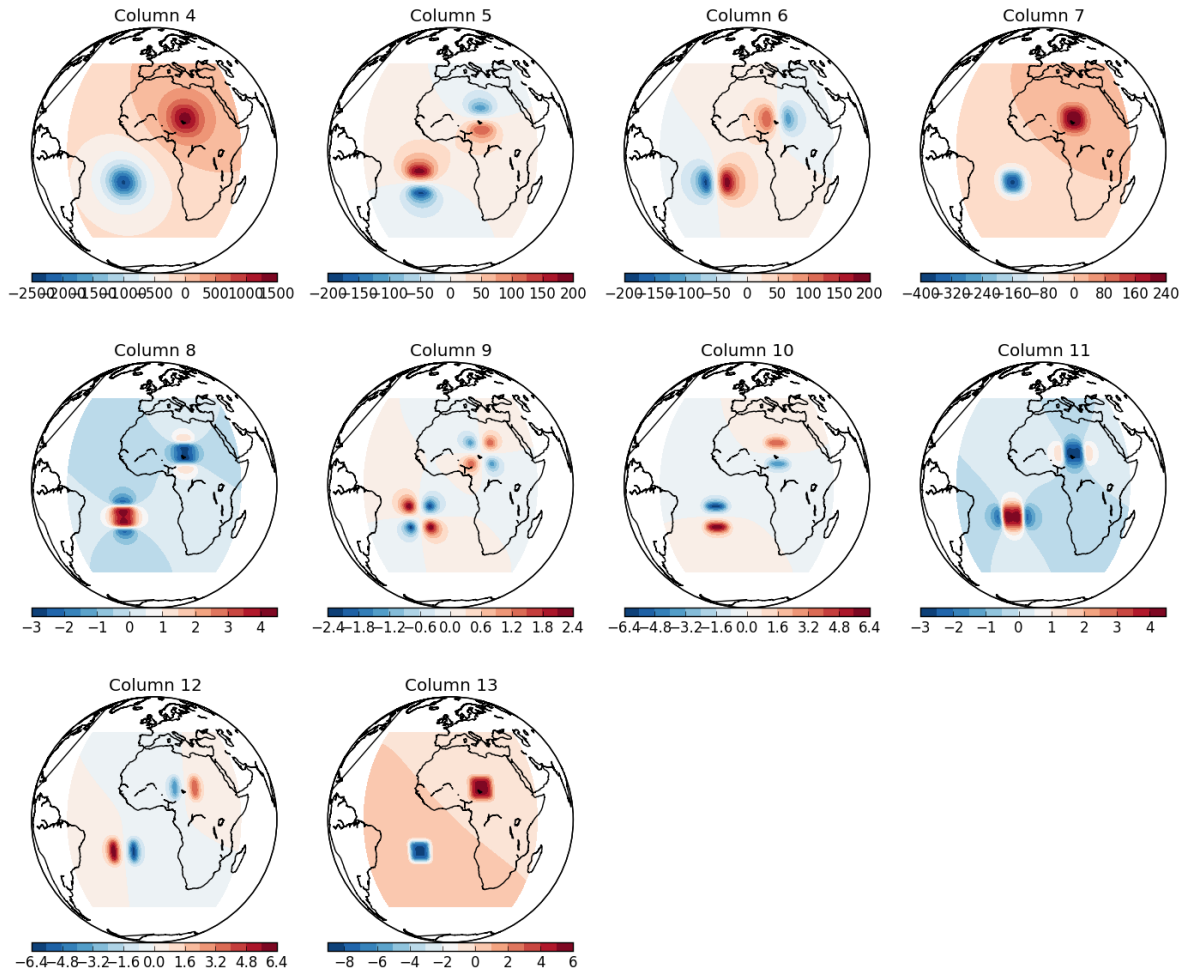 Column 4 Column 5 Column 6 Column 7
−2500 −2000 −1500 −1000 −500 0 500 1000 1500 −200 −150 −100 −50 0 50 100 150 200 −200 −150 −100 −50 0 50 100 150 200 −400 −320 −240 −160 −80 0 80 160 240
Column 8 Column 9 Column 10 Column 11
−3 −2 −1 0 1 2 3 4 −2.4 −1.8 −1.2 −0.6 0.0 0.6 1.2 1.8 2.4 −6.4 −4.8 −3.2 −1.6 0.0 1.6 3.2 4.8 6.4 −3 −2 −1 0 1 2 3 4
Column 12 Column 13
−6.4 −4.8 −3.2 −1.6 0.0 1.6 3.2 4.8 6.4 −8 −6 −4 −2 0 2 4 6